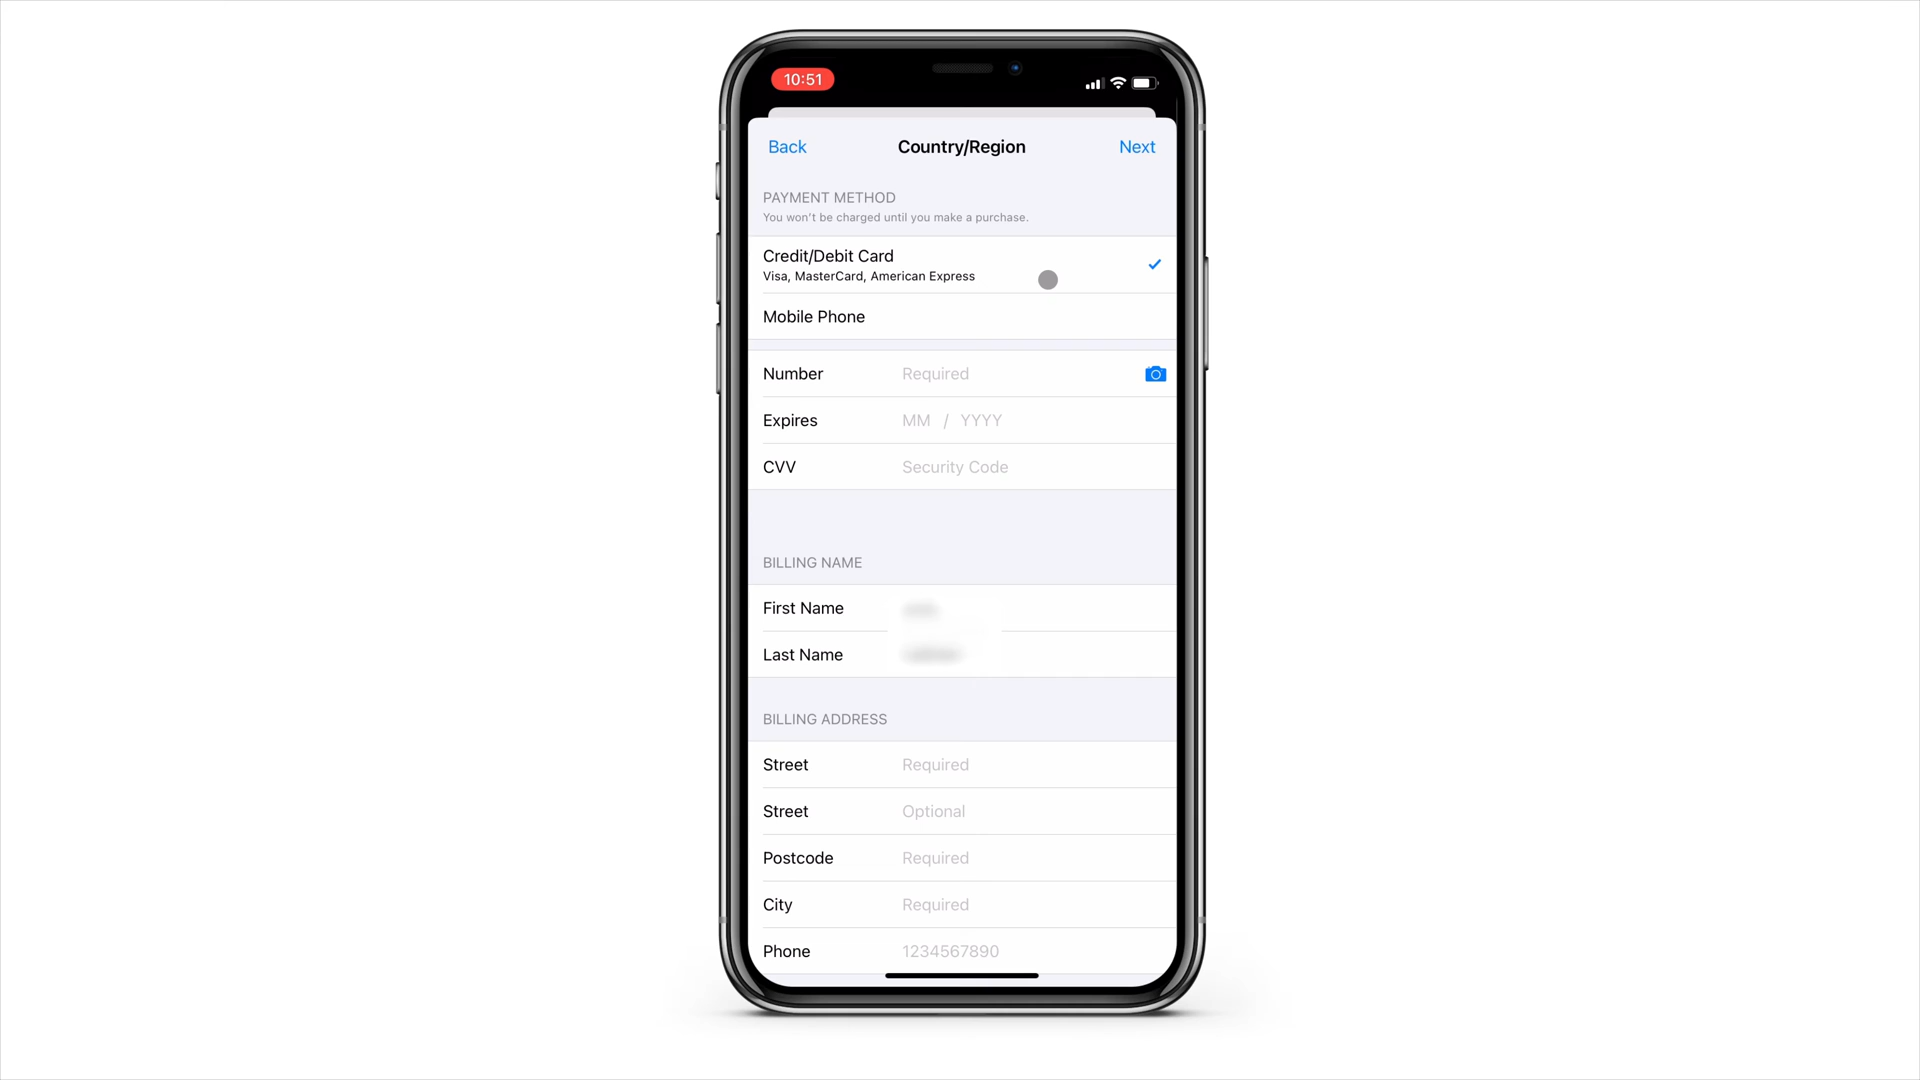 10:51
Back Country/Region Next
PAYMENT METHOD
You won't be charged until you make a purchase.
Credit/Debit Card
Visa, MasterCard, American Express
Mobile Phone
Number Required
Expires MM / YYYY
CVV Security Code
BILLING NAME
First Name
Last Name
BILLING ADDRESS
Street Required
Street Optional
Postcode Required
City Required
Phone 1234567890